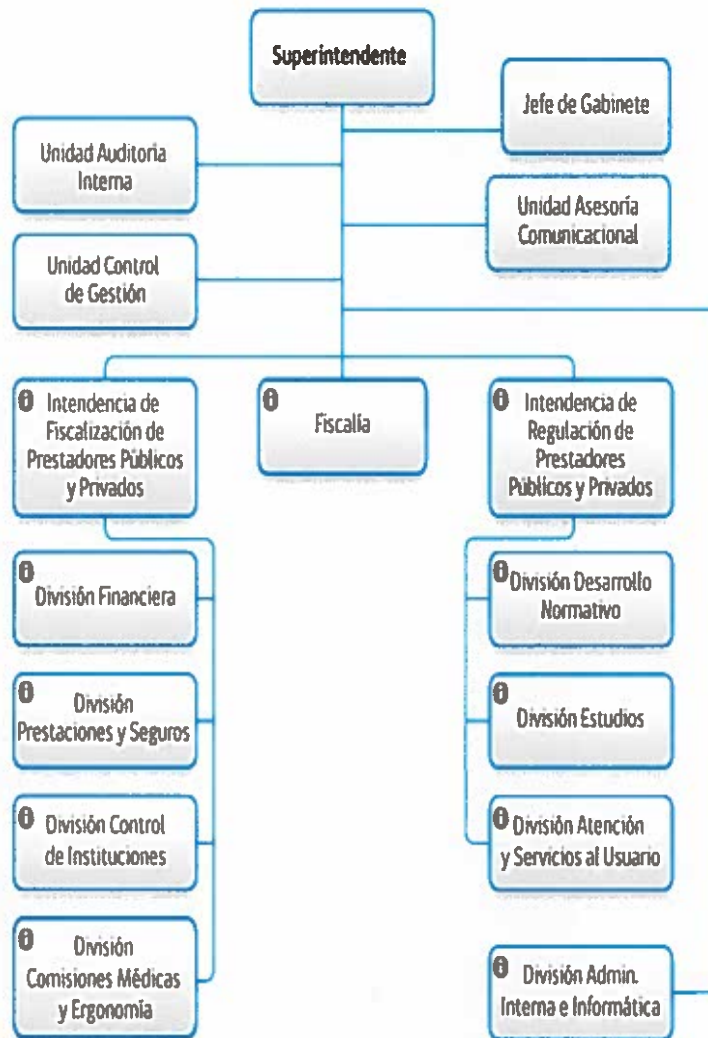 Superintendente
Jefe de Gabinete
Unidad Auditoria
Interna
Unidad Asesoría
Comunicacional
Unidad Control
de Gestión
Intendencia de
Fiscalización de
Prestadores Públicos
y Privados
Fiscalía
Intendencia de
Regulación de
Prestadores
Públicos y Privados
División Financiera
División
Prestaciones y Seguros
División Control
de Instituciones
División
Comisiones Médicas
y Ergonomía
División Desarrollo
Normativo
División Estudios
División Atención
y Servicios al Usuario
División Admin.
Interna e Informática